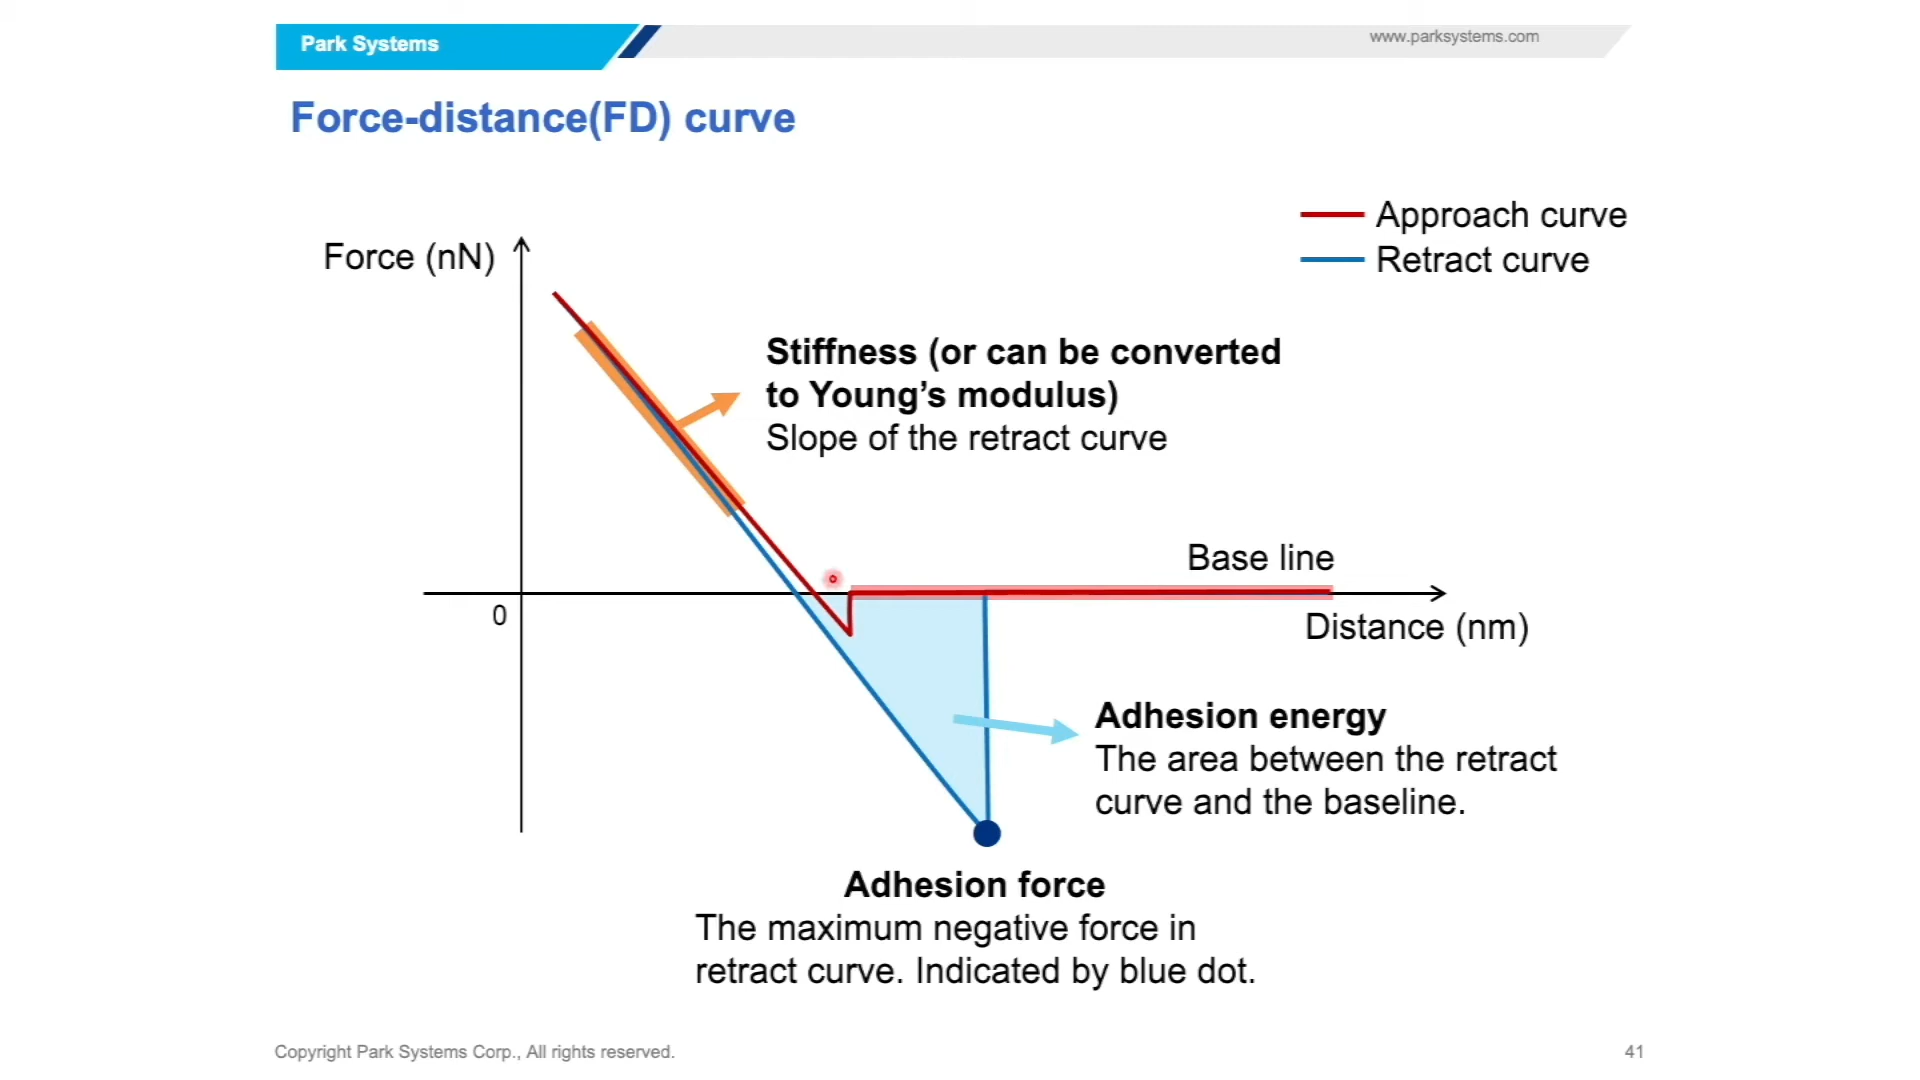 Park Systems
www.parksystems.com
Force-distance(FD) curve
Approach curve
Retract curve
Force (nN)
Stiffness (or can be converted
to Young’s modulus)
Slope of the retract curve
Base line
0
Distance (nm)
Adhesion energy
The area between the retract
curve and the baseline.
Adhesion force
The maximum negative force in
retract curve. Indicated by blue dot.
Copyright Park Systems Corp., All rights reserved.
41